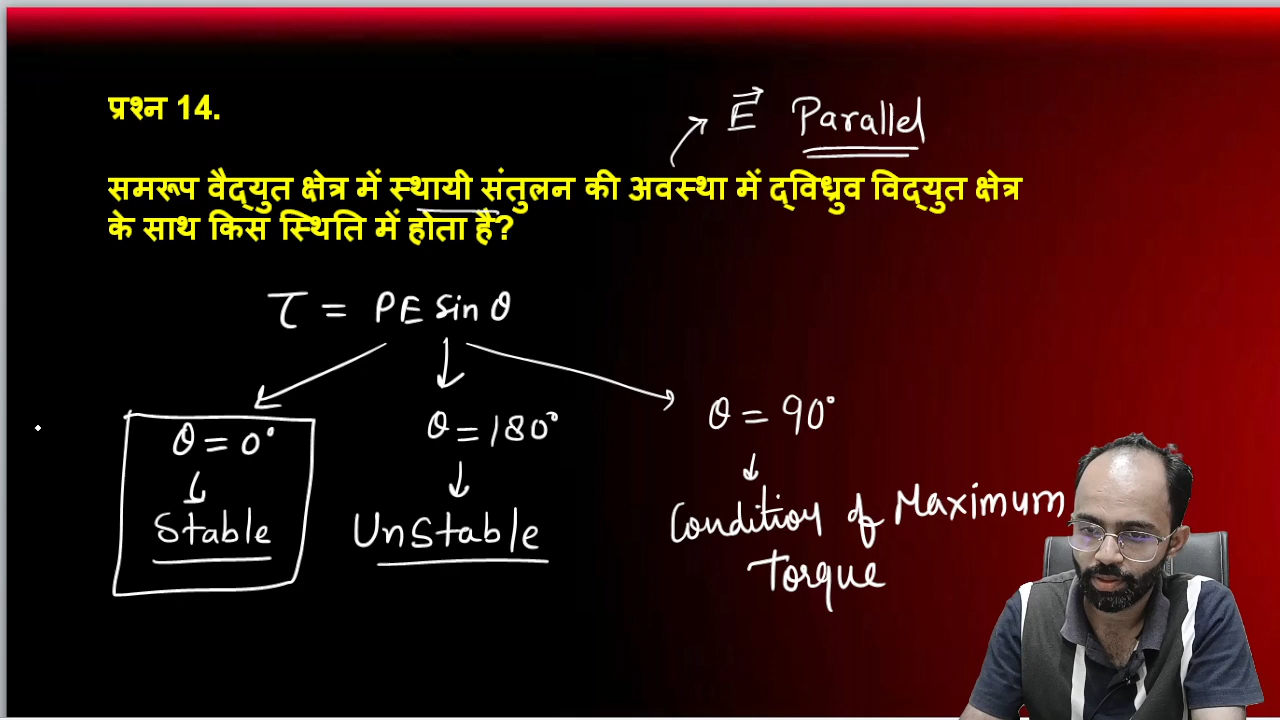 प्रश्न 14.
→ E⃗ Parallel
समरूप वैद्युत क्षेत्र में स्थायी संतुलन की अवस्था में द्विध्रुव विद्युत क्षेत्र
के साथ किस स्थिति में होता है?
τ = PE Sin θ
θ = 0° θ = 180° θ = 90°
↓ ↓ ↓
Stable UnStable Condition of Maximum
Torque